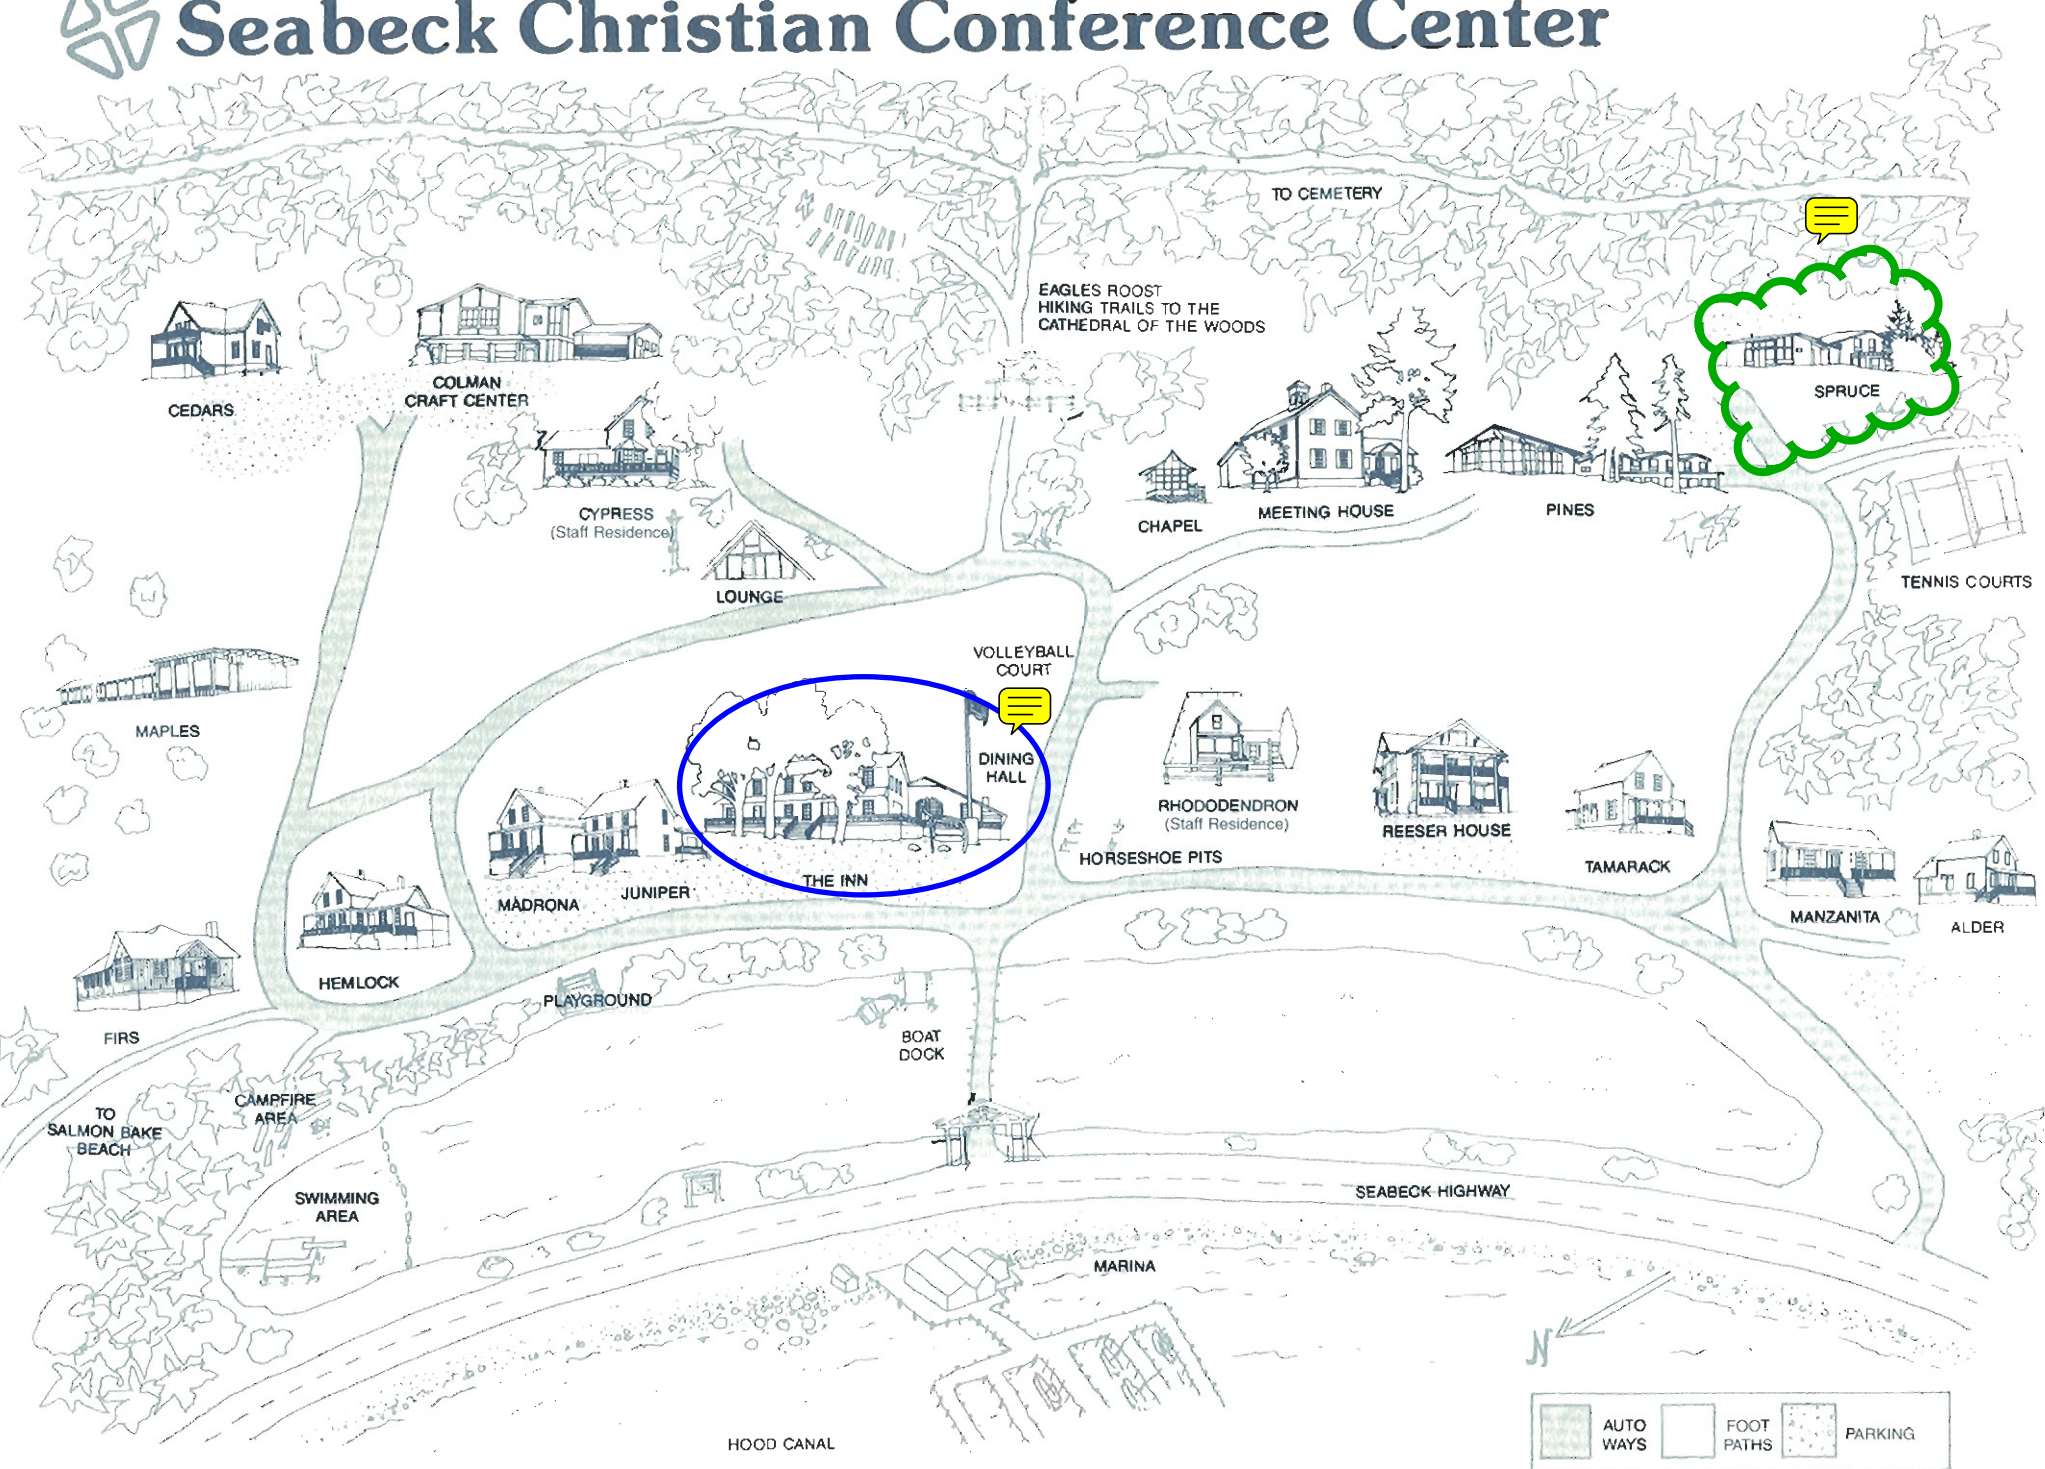 Seabeck Christian Conference Center
TO CEMETERY
EAGLES ROOST
HIKING TRAILS TO THE
CATHEDRAL OF THE WOODS
CEDARS
COLMAN
CRAFT CENTER
SPRUCE
CYPRESS
(Staff Residence)
CHAPEL
MEETING HOUSE
PINES
LOUNGE
TENNIS COURTS
VOLLEYBALL
COURT
MAPLES
DINING
HALL
RHODODENDRON
(Staff Residence)
REESER HOUSE
HORSESHOE PITS
TAMARACK
THE INN
JUNIPER
MADRONA
MANZANITA
ALDER
HEMLOCK
PLAYGROUND
FIRS
BOAT
DOCK
CAMPFIRE
AREA
TO
SALMON BAKE
BEACH
SWIMMING
AREA
SEABECK HIGHWAY
MARINA
N
HOOD CANAL
AUTO
WAYS
FOOT
PATHS
PARKING